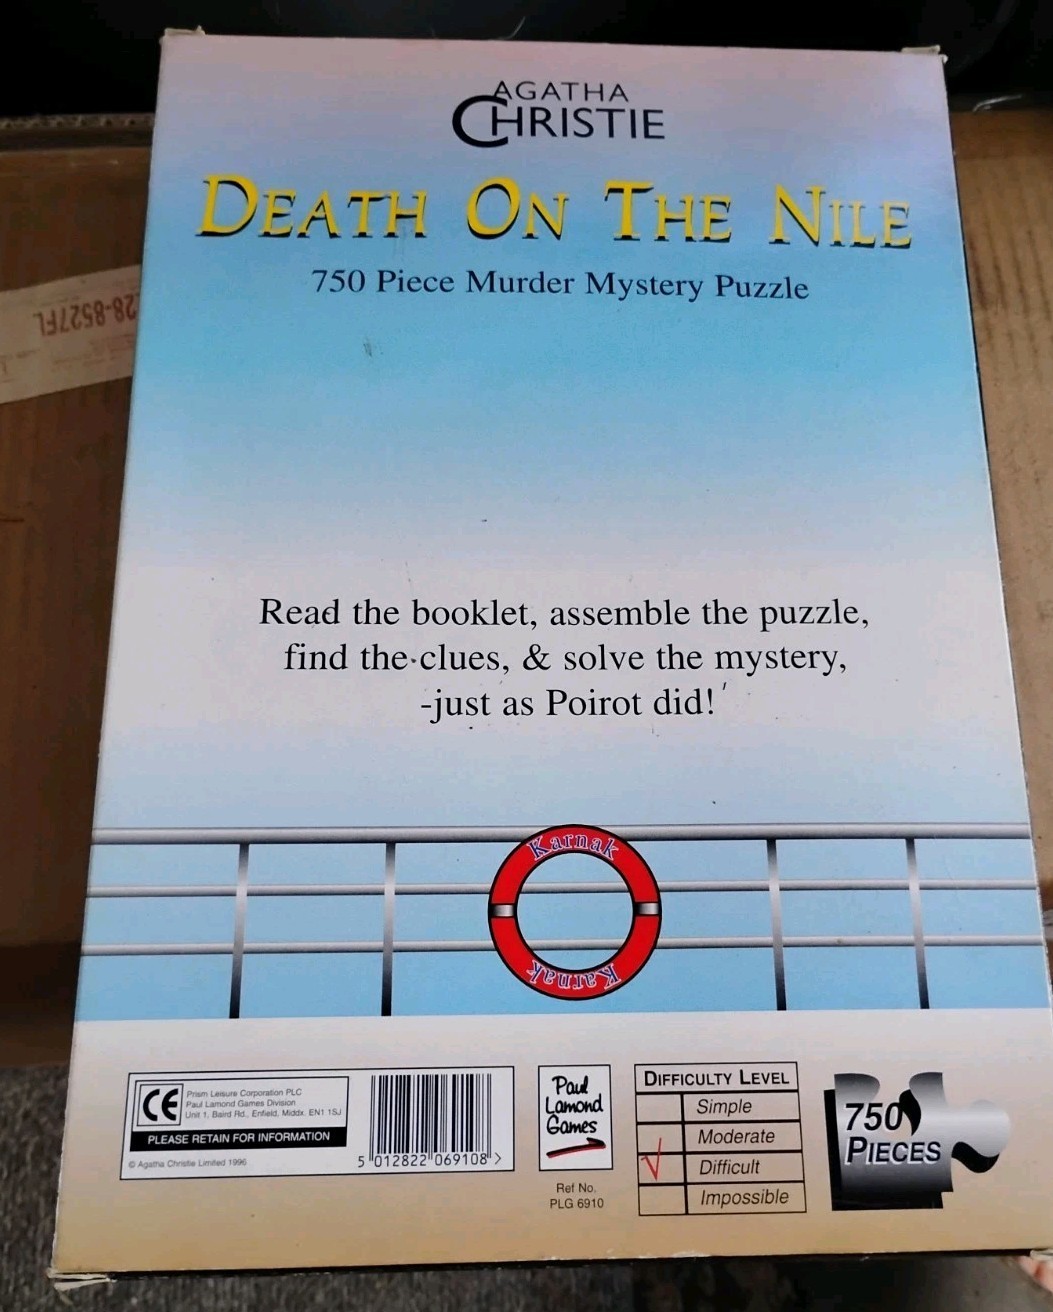 AGATHA
CHRISTIE
DEATH ON THE NILE
750 Piece Murder Mystery Puzzle
28-8527FL
Read the booklet, assemble the puzzle,
find the clues, & solve the mystery,
-just as Poirot did!
Karnak
Karnak
CE
Prism Leisure Corporation PLC
Paul Lamond Games Division
Unit 1, Baird Rd., Enfield, Middx. EN1 1SJ
PLEASE RETAIN FOR INFORMATION
© Agatha Christie Limited 1996
5 012822 069108 >
Paul
Lamond
Games
Ref No.
PLG 6910
DIFFICULTY LEVEL
Simple
Moderate
Difficult
Impossible
750
PIECES